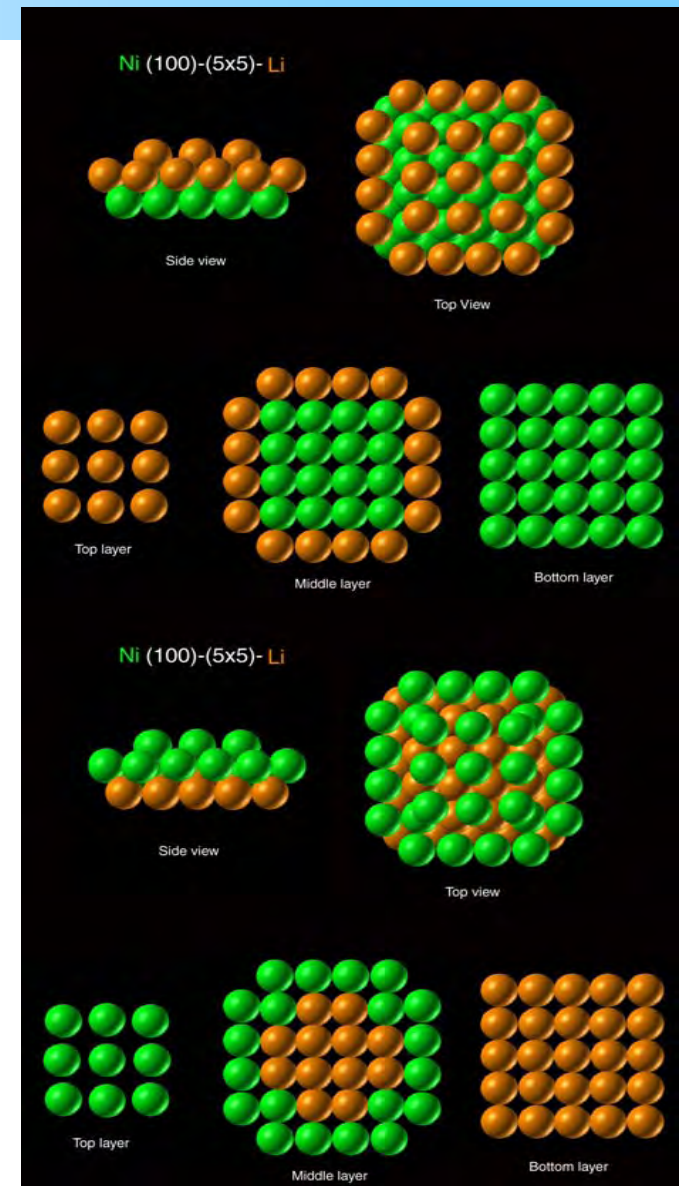 Ni (100)-(5x5)- Li
Side view
Top View
Top layer
Middle layer
Bottom layer
Ni (100)-(5x5)- Li
Side view
Top view
Top layer
Middle layer
Bottom layer